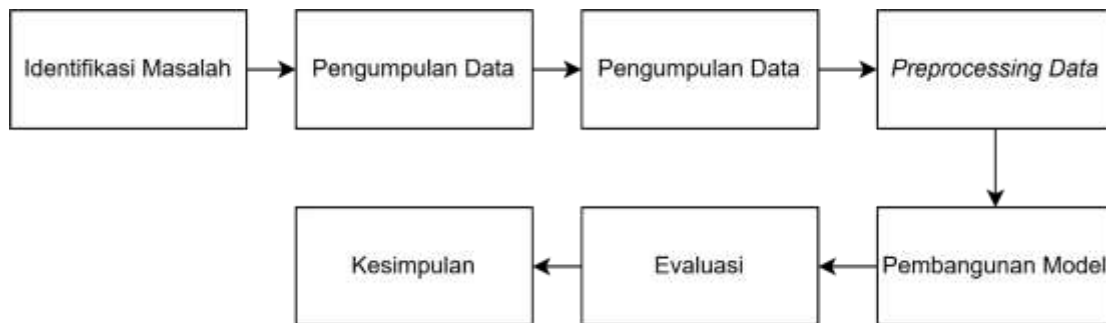 Identifikasi Masalah
Pengumpulan Data
Pengumpulan Data
Preprocessing Data
Pembangunan Model
Evaluasi
Kesimpulan